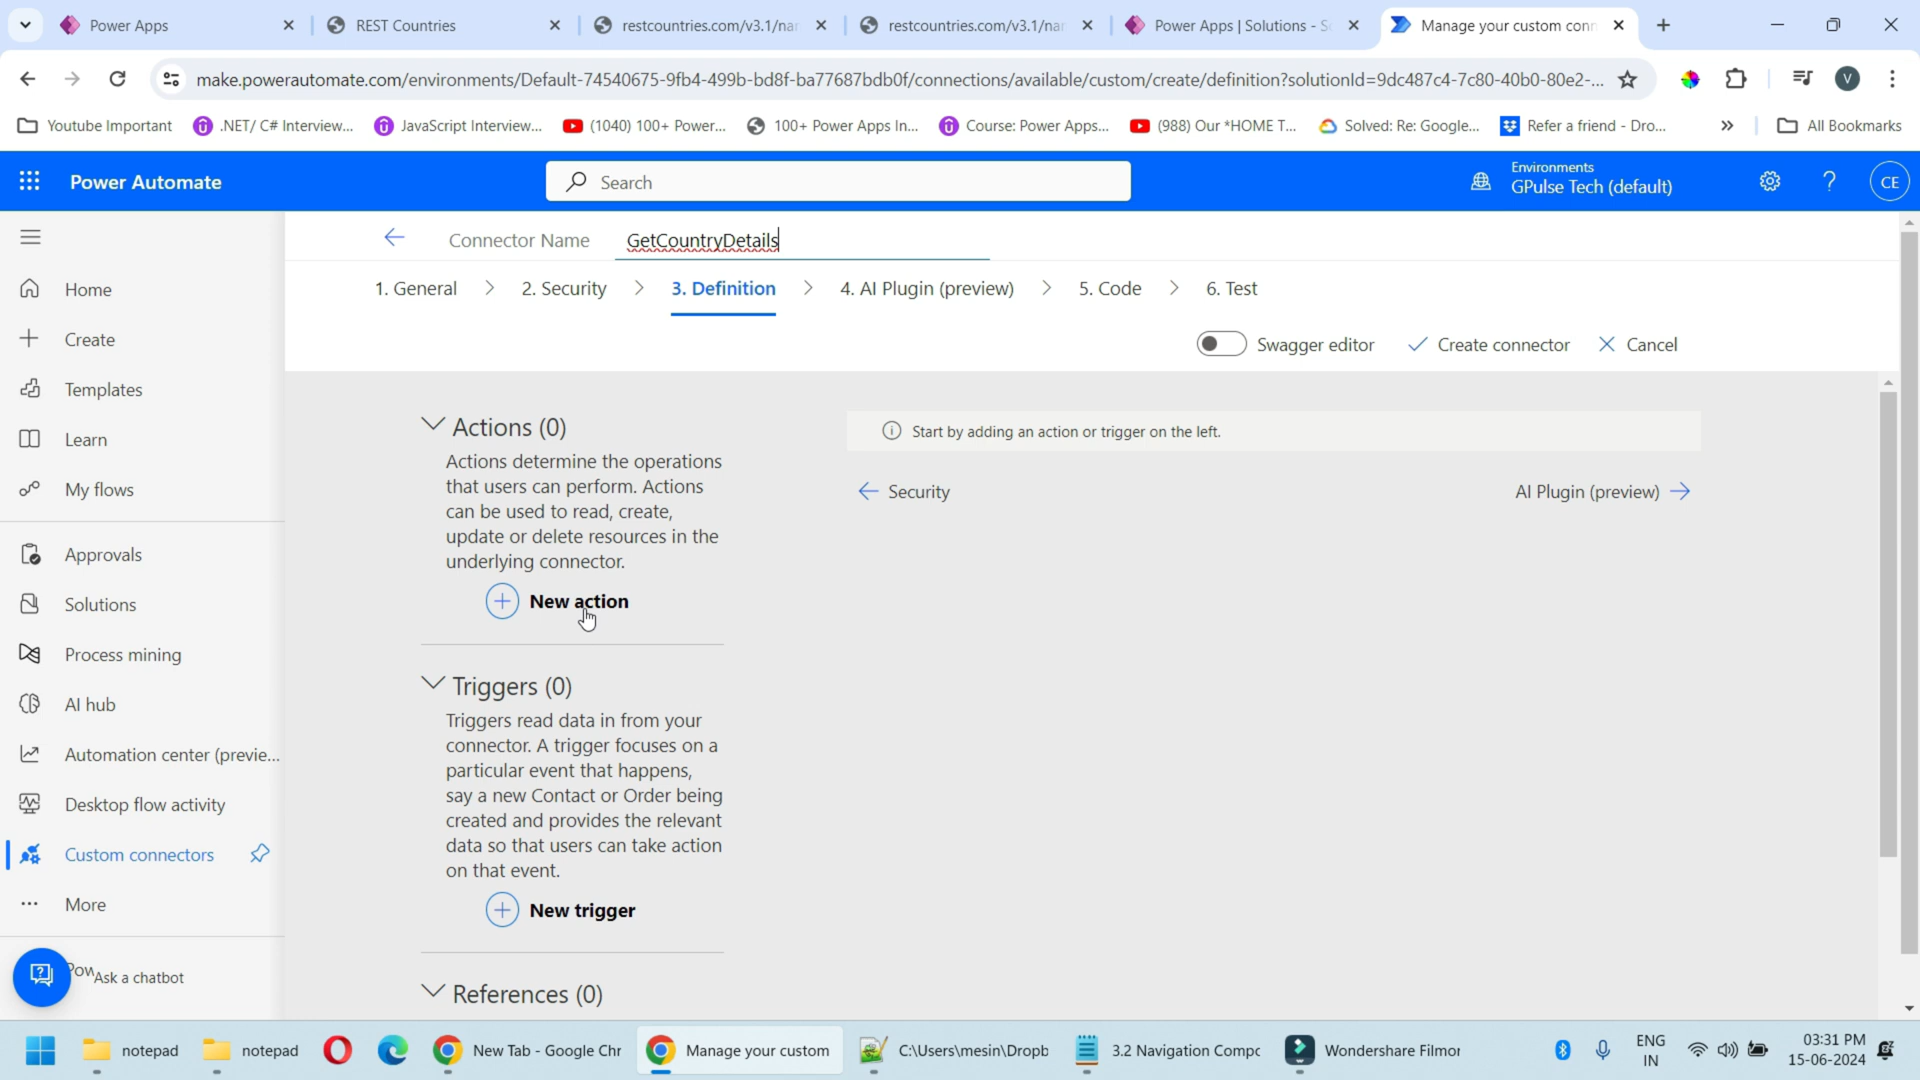 Power Apps
REST Countries
restcountries.com/v3.1/nar
restcountries.com/v3.1/nar
Power Apps | Solutions - S
Manage your custom conn
make.powerautomate.com/environments/Default-74540675-9fb4-499b-bd8f-ba77687bdb0f/connections/available/custom/create/definition?solutionId=9dc487c4-7c80-40b0-80e2-...
V
Youtube Important
.NET/ C# Interview...
JavaScript Interview...
(1040) 100+ Power...
100+ Power Apps In...
Course: Power Apps...
(988) Our *HOME T...
Solved: Re: Google...
Refer a friend - Dro...
All Bookmarks
Power Automate
Search
Environments
GPulse Tech (default)
CE
Connector Name
GetCountryDetails
1. General
2. Security
3. Definition
4. AI Plugin (preview)
5. Code
6. Test
Swagger editor
Create connector
Cancel
Home
Create
Templates
Learn
My flows
Approvals
Solutions
Process mining
AI hub
Automation center (previe...
Desktop flow activity
Custom connectors
More
Pow
Ask a chatbot
Actions (0)
Actions determine the operations
that users can perform. Actions
can be used to read, create,
update or delete resources in the
underlying connector.
New action
Triggers (0)
Triggers read data in from your
connector. A trigger focuses on a
particular event that happens,
say a new Contact or Order being
created and provides the relevant
data so that users can take action
on that event.
New trigger
References (0)
Start by adding an action or trigger on the left.
Security
AI Plugin (preview)
notepad
notepad
New Tab - Google Chr
Manage your custom
C:\Users\mesin\Dropb
3.2 Navigation Compo
Wondershare Filmor
ENG
IN
03:31 PM
15-06-2024